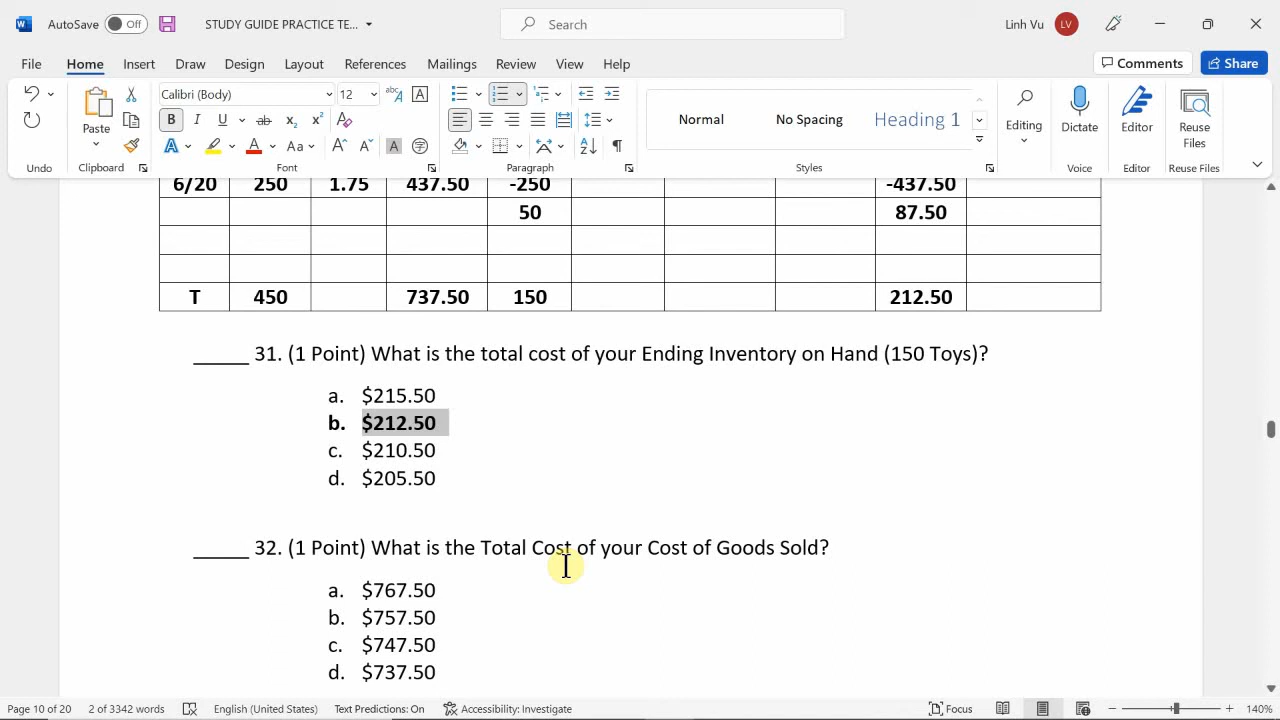 AutoSave Off STUDY GUIDE PRACTICE TE... Search Linh Vu LV
File Home Insert Draw Design Layout References Mailings Review View Help Comments Share
Calibri (Body) 12
Normal No Spacing Heading 1
Paste Editing Dictate Editor Reuse Files
Undo Clipboard Font Paragraph Styles Voice Editor Reuse Files
6/20 250 1.75 437.50 -250 -437.50
50 87.50
T 450 737.50 150 212.50
_____ 31. (1 Point) What is the total cost of your Ending Inventory on Hand (150 Toys)?
a. $215.50
b. $212.50
c. $210.50
d. $205.50
_____ 32. (1 Point) What is the Total Cost of your Cost of Goods Sold?
a. $767.50
b. $757.50
c. $747.50
d. $737.50
Page 10 of 20 2 of 3342 words English (United States) Text Predictions: On Accessibility: Investigate Focus 140%